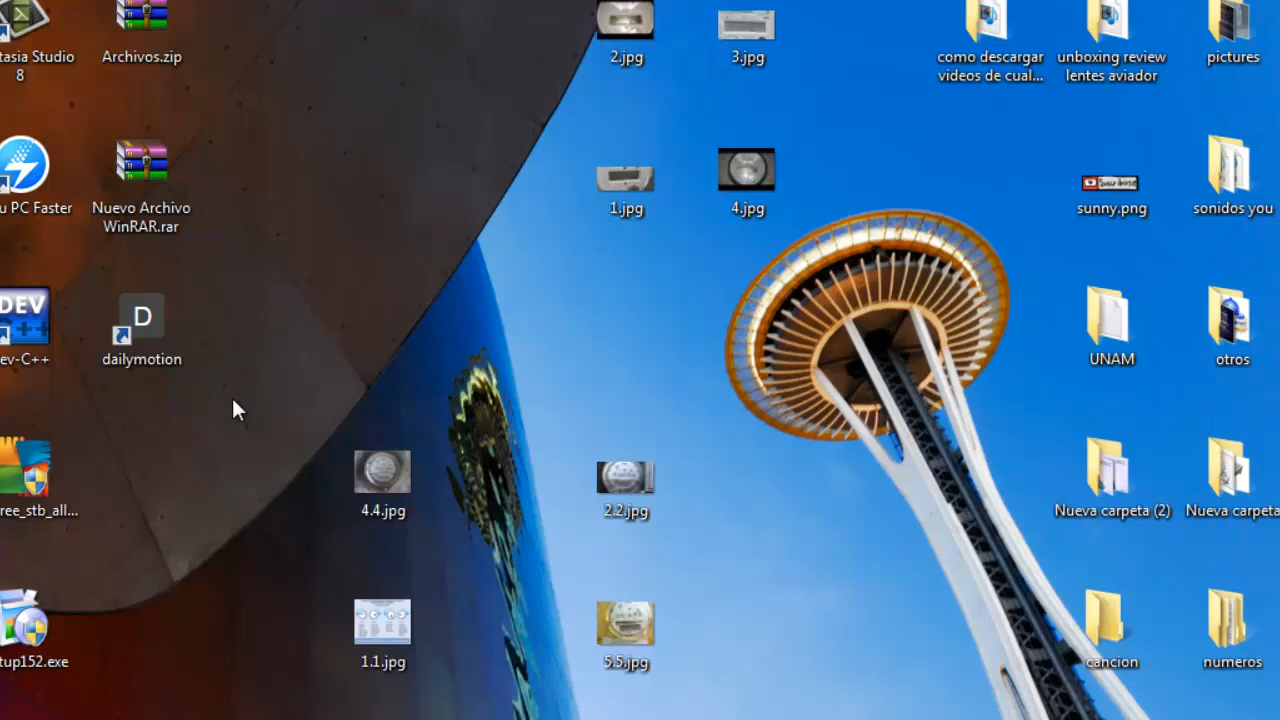 tasia Studio
8
Archivos.zip
2.jpg
3.jpg
como descargar
videos de cual...
unboxing review
lentes aviador
pictures
u PC Faster
Nuevo Archivo
WinRAR.rar
1.jpg
4.jpg
Suscribirse
sunny.png
sonidos you
DEV
C++
ev-C++
D
dailymotion
UNAM
otros
ree_stb_all...
4.4.jpg
2.2.jpg
Nueva carpeta (2)
Nueva carpeta
tup152.exe
1.1.jpg
5.5.jpg
cancion
numeros